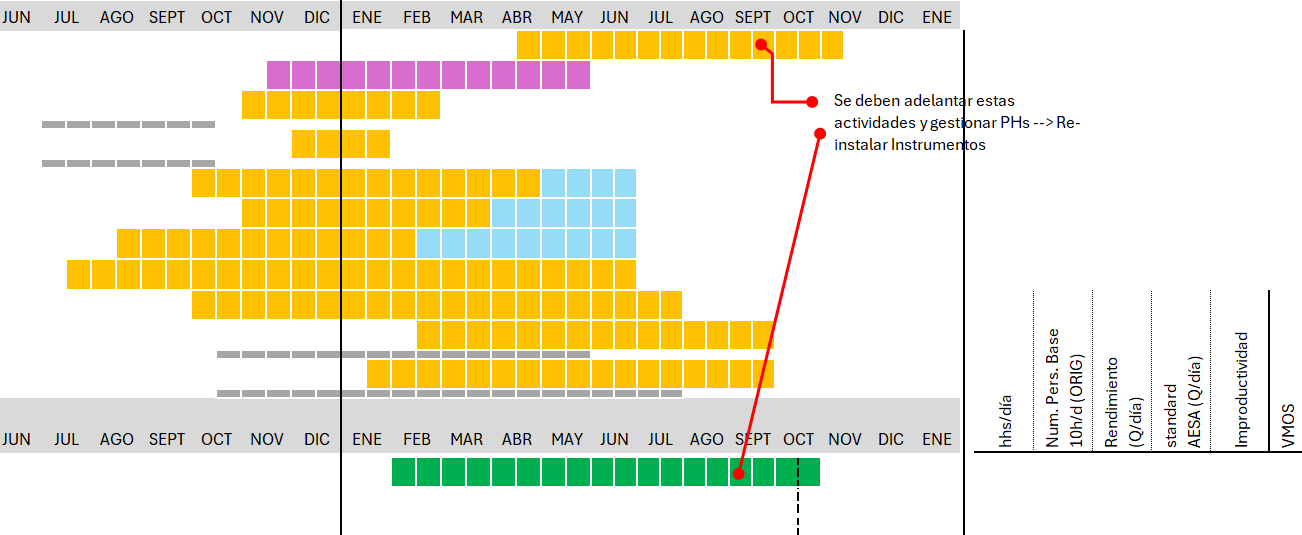 JUN JUL AGO SEPT OCT NOV DIC ENE FEB MAR ABR MAY JUN JUL AGO SEPT OCT NOV DIC ENE
Se deben adelantar estas
actividades y gestionar PHs --> Re-
instalar Instrumentos
JUN JUL AGO SEPT OCT NOV DIC ENE FEB MAR ABR MAY JUN JUL AGO SEPT OCT NOV DIC ENE
hhs/día
Num. Pers. Base
10h/d (ORIG)
Rendimiento
(Q/día)
standard
AESA (Q/día)
Improductividad
VMOS